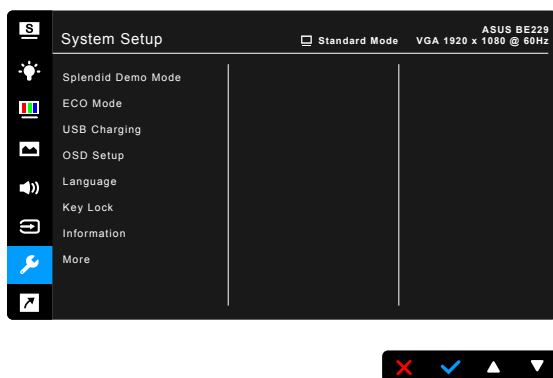 S
System Setup
Standard Mode
ASUS BE229
VGA 1920 x 1080 @ 60Hz
Splendid Demo Mode
ECO Mode
USB Charging
OSD Setup
Language
Key Lock
Information
More